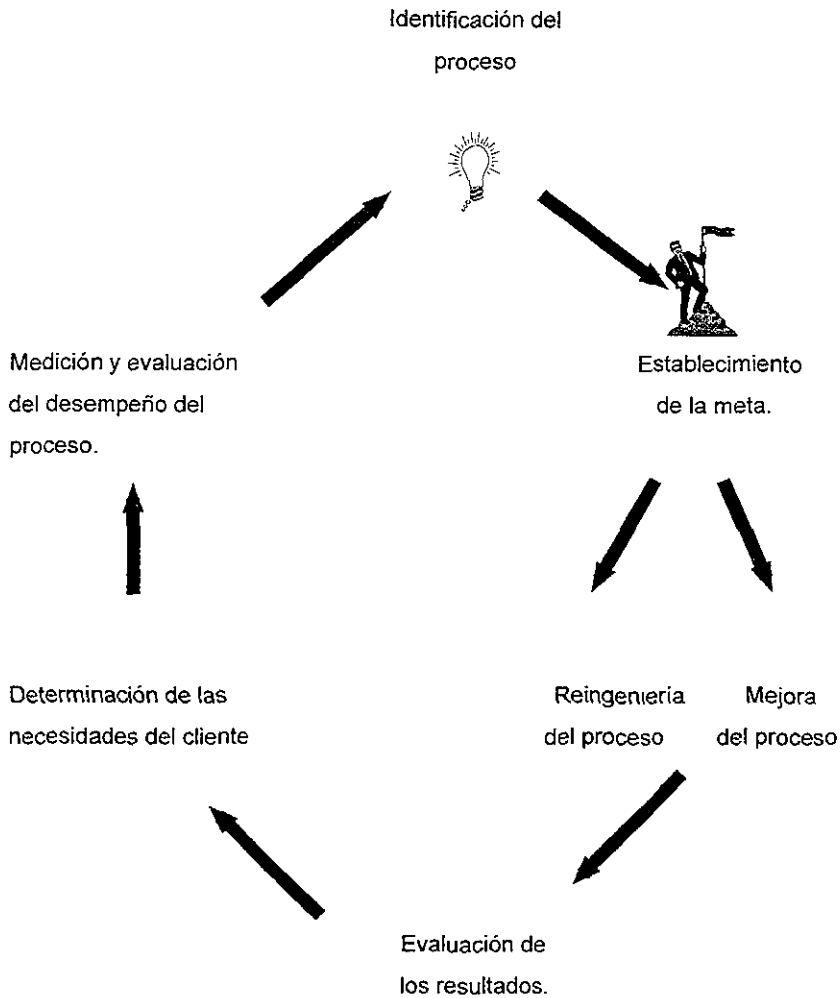 Identificación del
proceso
Establecimiento
de la meta.
Reingeniería
del proceso
Mejora
del proceso
Evaluación de
los resultados.
Determinación de las
necesidades del cliente
Medición y evaluación
del desempeño del
proceso.